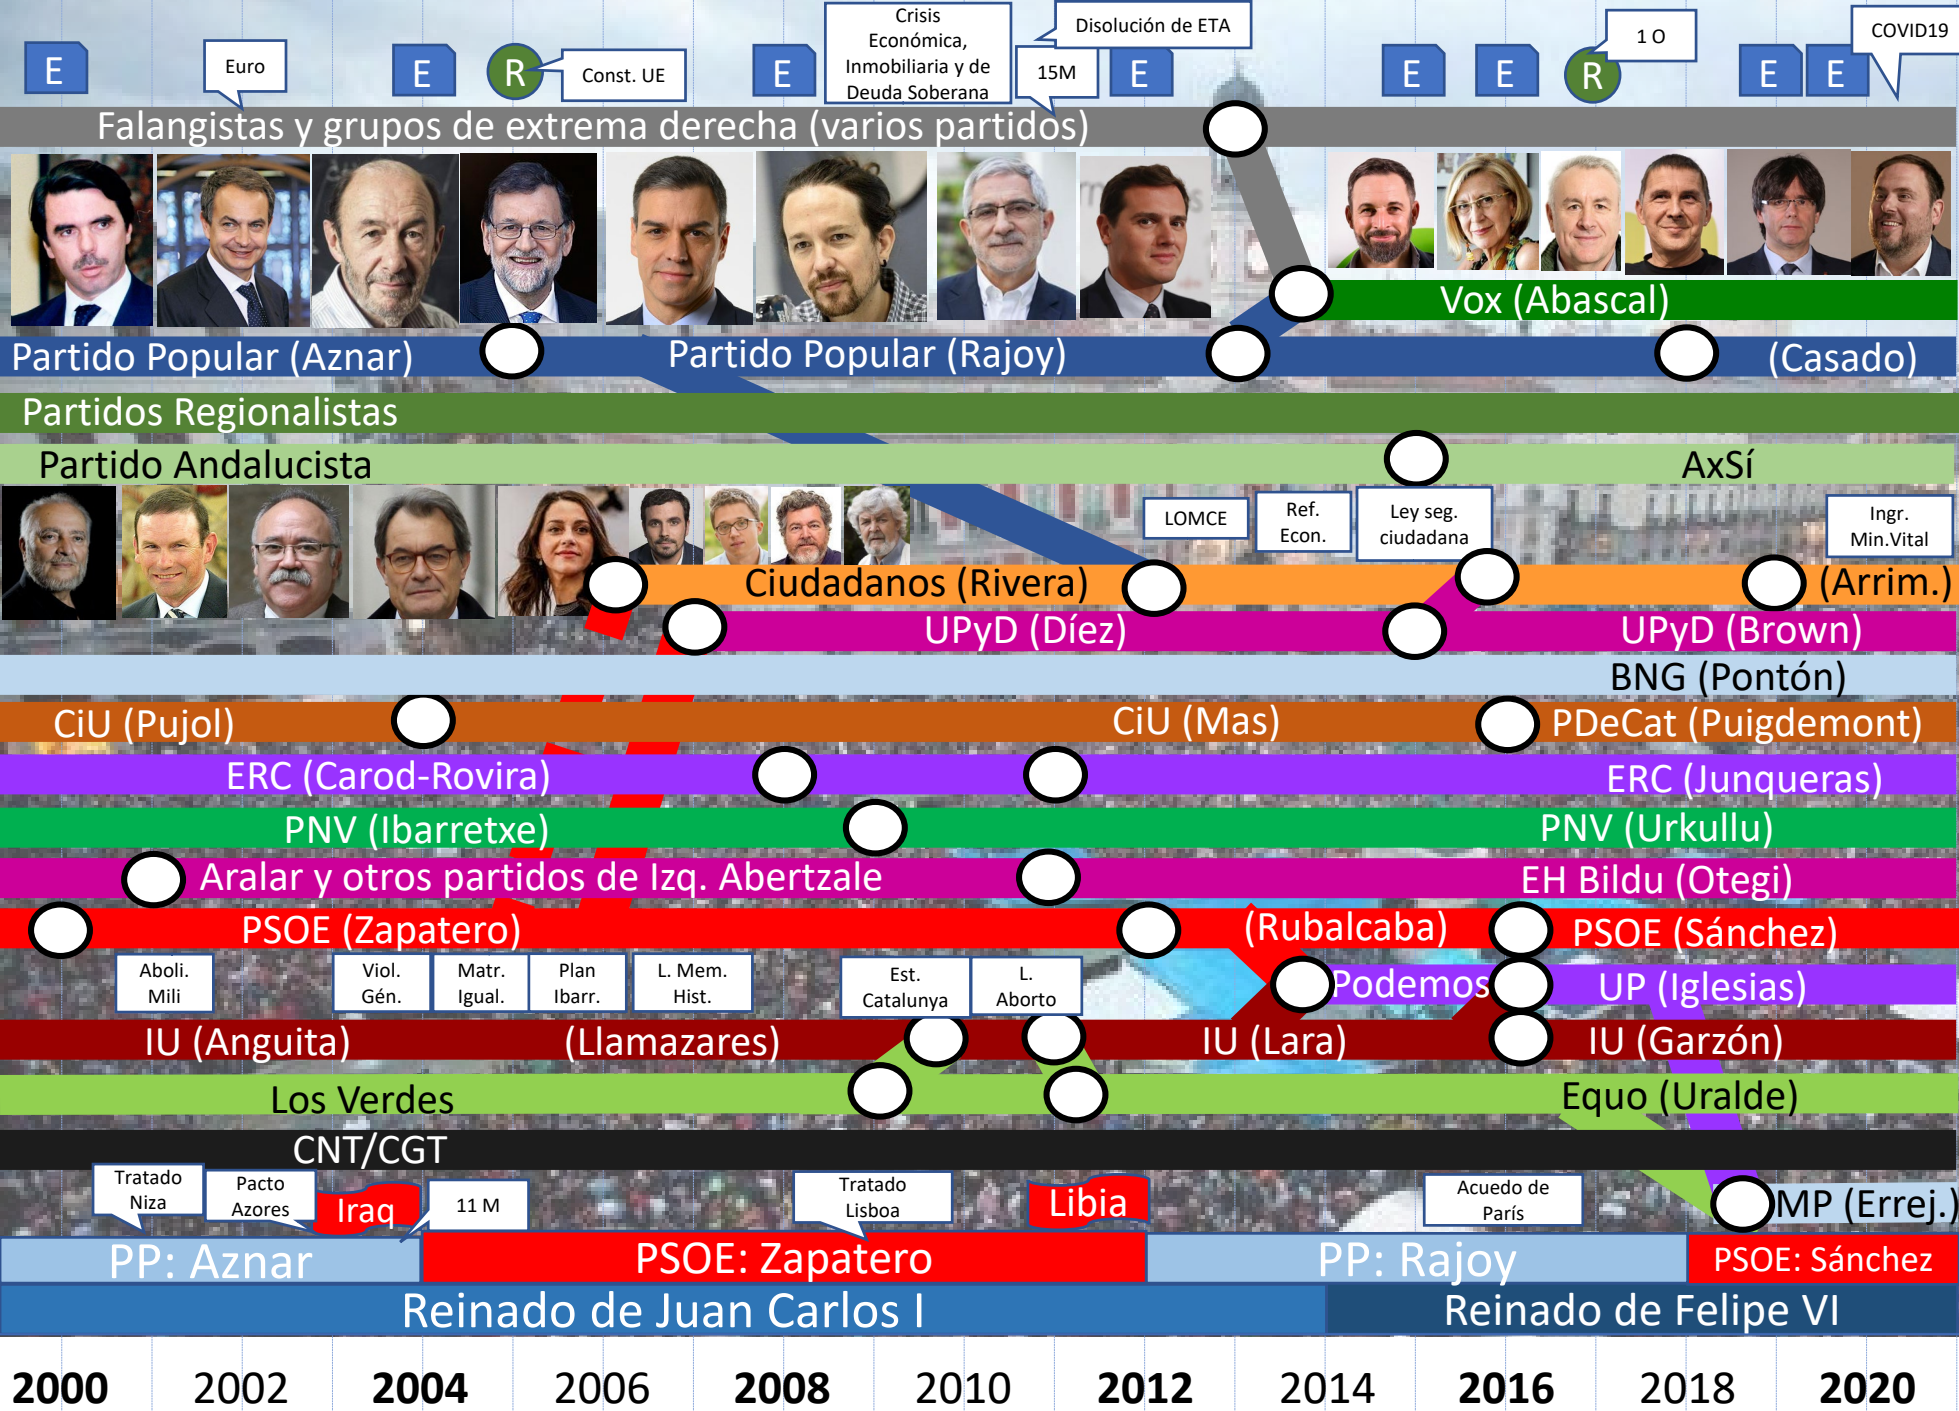 E
Euro
E
R
Const. UE
E
Crisis
Económica,
Inmobiliaria y de
Deuda Soberana
Disolución de ETA
15M
E
E
E
1 O
R
E
E
COVID19
Falangistas y grupos de extrema derecha (varios partidos)
Vox (Abascal)
Partido Popular (Aznar)
Partido Popular (Rajoy)
(Casado)
Partidos Regionalistas
Partido Andalucista
AxSí
LOMCE
Ref.
Econ.
Ley seg.
ciudadana
Ingr.
Min.Vital
Ciudadanos (Rivera)
(Arrim.)
UPyD (Díez)
UPyD (Brown)
BNG (Pontón)
CiU (Pujol)
CiU (Mas)
PDeCat (Puigdemont)
ERC (Carod-Rovira)
ERC (Junqueras)
PNV (Ibarretxe)
PNV (Urkullu)
Aralar y otros partidos de Izq. Abertzale
EH Bildu (Otegi)
PSOE (Zapatero)
(Rubalcaba)
PSOE (Sánchez)
Aboli.
Mili
Viol.
Gén.
Matr.
Igual.
Plan
Ibarr.
L. Mem.
Hist.
Est.
Catalunya
L.
Aborto
Podemos
UP (Iglesias)
IU (Anguita)
(Llamazares)
IU (Lara)
IU (Garzón)
Los Verdes
Equo (Uralde)
CNT/CGT
Tratado
Niza
Pacto
Azores
Iraq
11 M
Tratado
Lisboa
Libia
Acuedo de
París
MP (Errej.)
PP: Aznar
PSOE: Zapatero
PP: Rajoy
PSOE: Sánchez
Reinado de Juan Carlos I
Reinado de Felipe VI
2000 2002 2004 2006 2008 2010 2012 2014 2016 2018 2020